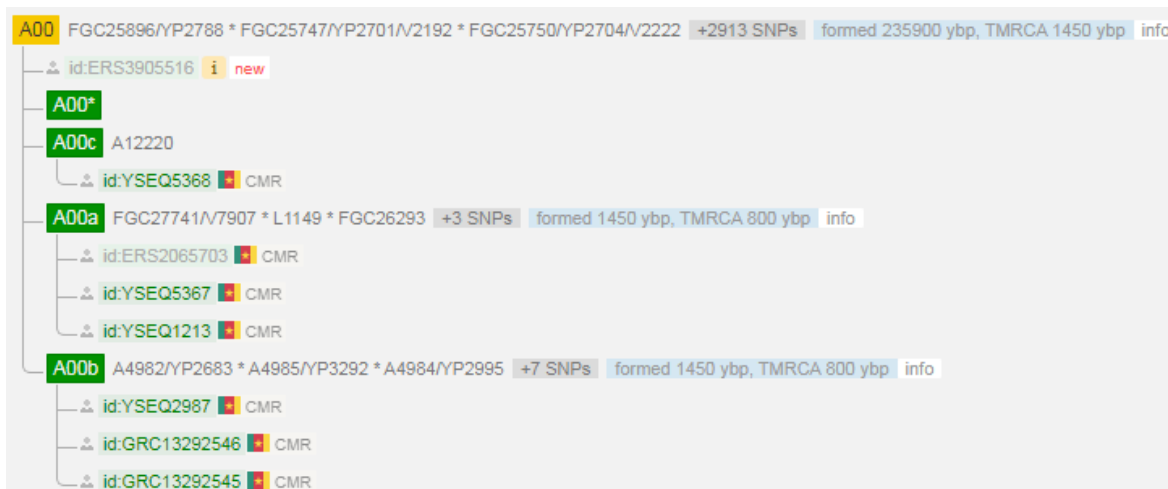 A00 FGC25896/YP2788 * FGC25747/YP2701/V2192 * FGC25750/YP2704/V2222 +2913 SNPs formed 235900 ybp, TMRCA 1450 ybp info
id:ERS3905516 i new
A00*
A00c A12220
id:YSEQ5368 CMR
A00a FGC27741/V7907 * L1149 * FGC26293 +3 SNPs formed 1450 ybp, TMRCA 800 ybp info
id:ERS2065703 CMR
id:YSEQ5367 CMR
id:YSEQ1213 CMR
A00b A4982/YP2683 * A4985/YP3292 * A4984/YP2995 +7 SNPs formed 1450 ybp, TMRCA 800 ybp info
id:YSEQ2987 CMR
id:GRC13292546 CMR
id:GRC13292545 CMR